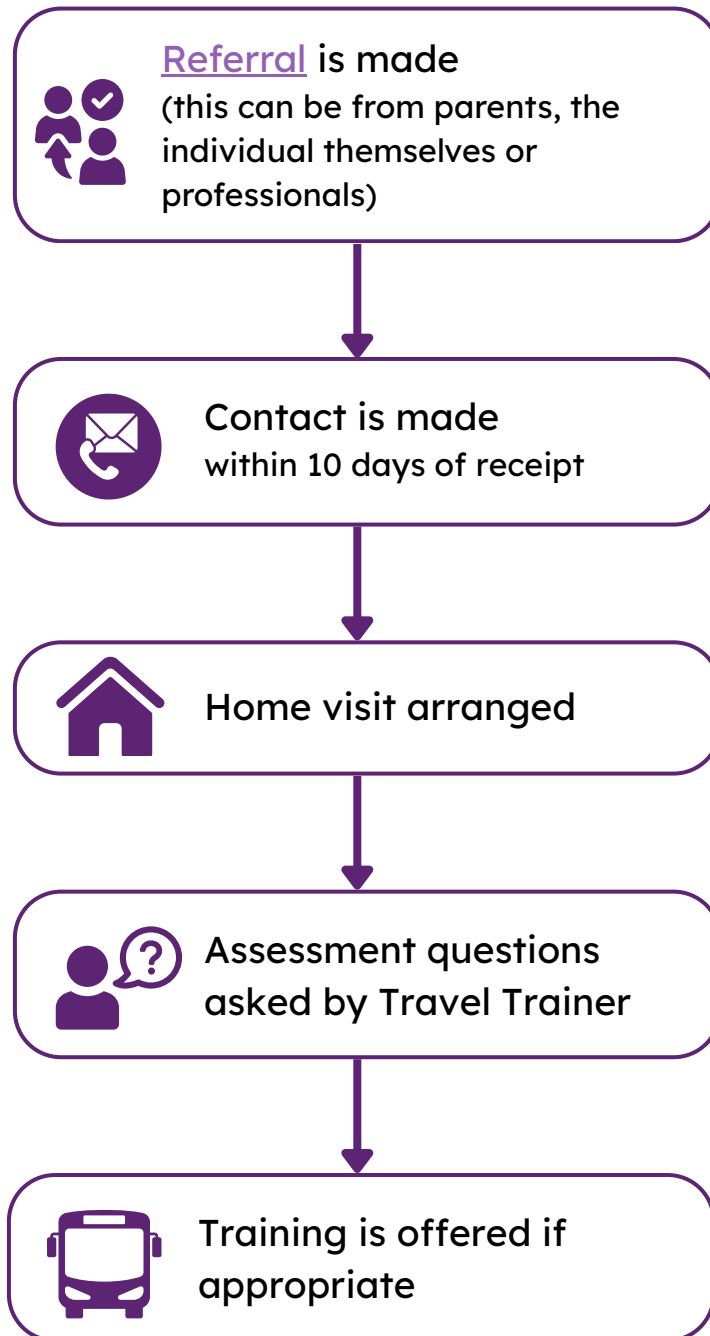 Referral is made
(this can be from parents, the
individual themselves or
professionals)
Contact is made
within 10 days of receipt
Home visit arranged
?
Assessment questions
asked by Travel Trainer
Training is offered if
appropriate